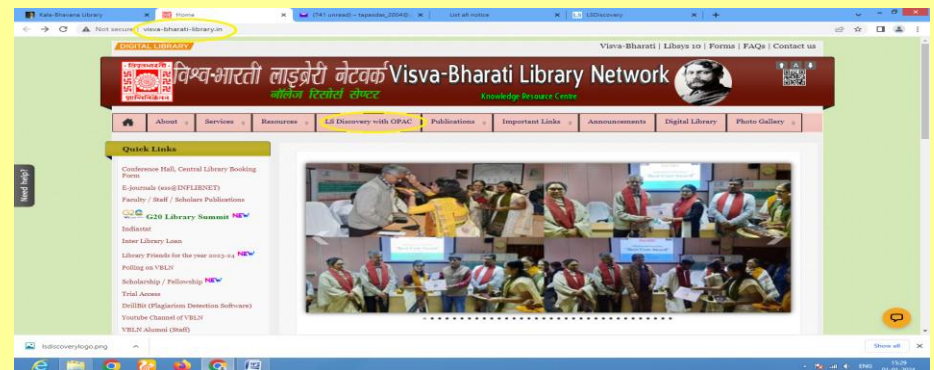 Kala-Bhavana Library
Home
(741 unread) - tapasdas_2004@
List all notice
LSDiscovery
Not secure
visva-bharati-library.in
DIGITAL LIBRARY
Visva-Bharati | Libsys 10 | Forms | FAQs | Contact us
विश्व-भारती लाइब्रेरी नेटवर्क Visva-Bharati Library Network
नॉलेज रिसोर्स सेण्टर
Knowledge Resource Centre
A
About
Services
Resources
LS Discovery with OPAC
Publications
Important Links
Announcements
Digital Library
Photo Gallery
Quick Links
Conference Hall, Central Library Booking Form
E-journals (@INFLIBNET)
Faculty / Staff / Scholars Publications
G20 Library Summit NEW
Indiastat
Inter Library Loan
Library Friends for the year 2023-24 NEW
Polling on VBLN
Scholarship / Fellowship NEW
Trial Access
DrillBit (Plagiarism Detection Software)
Youtube Channel of VBLN
VBLN Alumni (Staff)
Need help?
lsdiscoverylogo.png
Show all
ENG
15:29